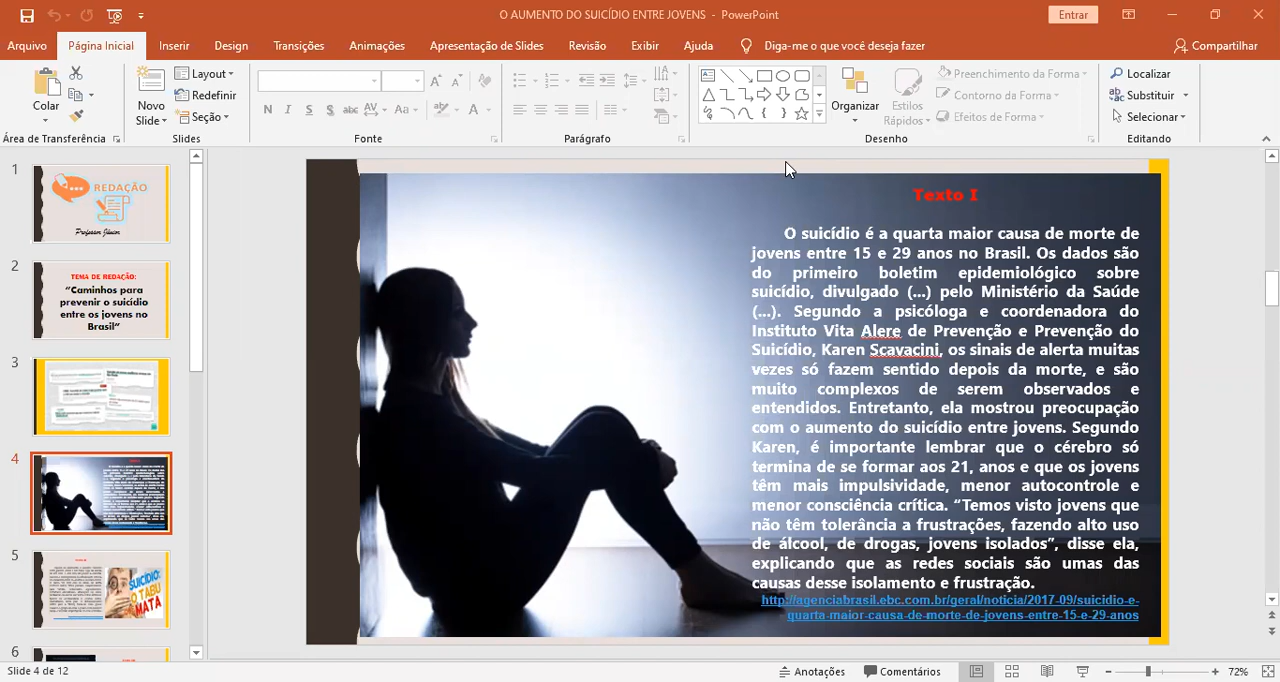 O AUMENTO DO SUICÍDIO ENTRE JOVENS - PowerPoint
Entrar
Arquivo
Página Inicial
Inserir
Design
Transições
Animações
Apresentação de Slides
Revisão
Exibir
Ajuda
Diga-me o que você deseja fazer
Compartilhar
Colar
Novo
Slide
Layout
Redefinir
Seção
N I S S abc AV Aa
A
Organizar
Estilos
Rápidos
Preenchimento da Forma
Contorno da Forma
Efeitos de Forma
Localizar
Substituir
Selecionar
Área de Transferência
Slides
Fonte
Parágrafo
Desenho
Editando
1
REDAÇÃO
Professor Júnior
2
TEMA DE REDAÇÃO:
“Caminhos para
prevenir o suicídio
entre os jovens no
Brasil”
3
4
5
SUICÍDIO:
O TABU
MATA
6
Texto I
O suicídio é a quarta maior causa de morte de
jovens entre 15 e 29 anos no Brasil. Os dados são
do primeiro boletim epidemiológico sobre
suicídio, divulgado (...) pelo Ministério da Saúde
(...). Segundo a psicóloga e coordenadora do
Instituto Vita Alere de Prevenção e Prevenção do
Suicídio, Karen Scavacini, os sinais de alerta muitas
vezes só fazem sentido depois da morte, e são
muito complexos de serem observados e
entendidos. Entretanto, ela mostrou preocupação
com o aumento do suicídio entre jovens. Segundo
Karen, é importante lembrar que o cérebro só
termina de se formar aos 21, anos e que os jovens
têm mais impulsividade, menor autocontrole e
menor consciência crítica. “Temos visto jovens que
não têm tolerância a frustrações, fazendo alto uso
de álcool, de drogas, jovens isolados”, disse ela,
explicando que as redes sociais são umas das
causas desse isolamento e frustração.
http://agenciabrasil.ebc.com.br/geral/noticia/2017-09/suicidio-e-
quarta-maior-causa-de-morte-de-jovens-entre-15-e-29-anos
Slide 4 de 12
Anotações
Comentários
72%